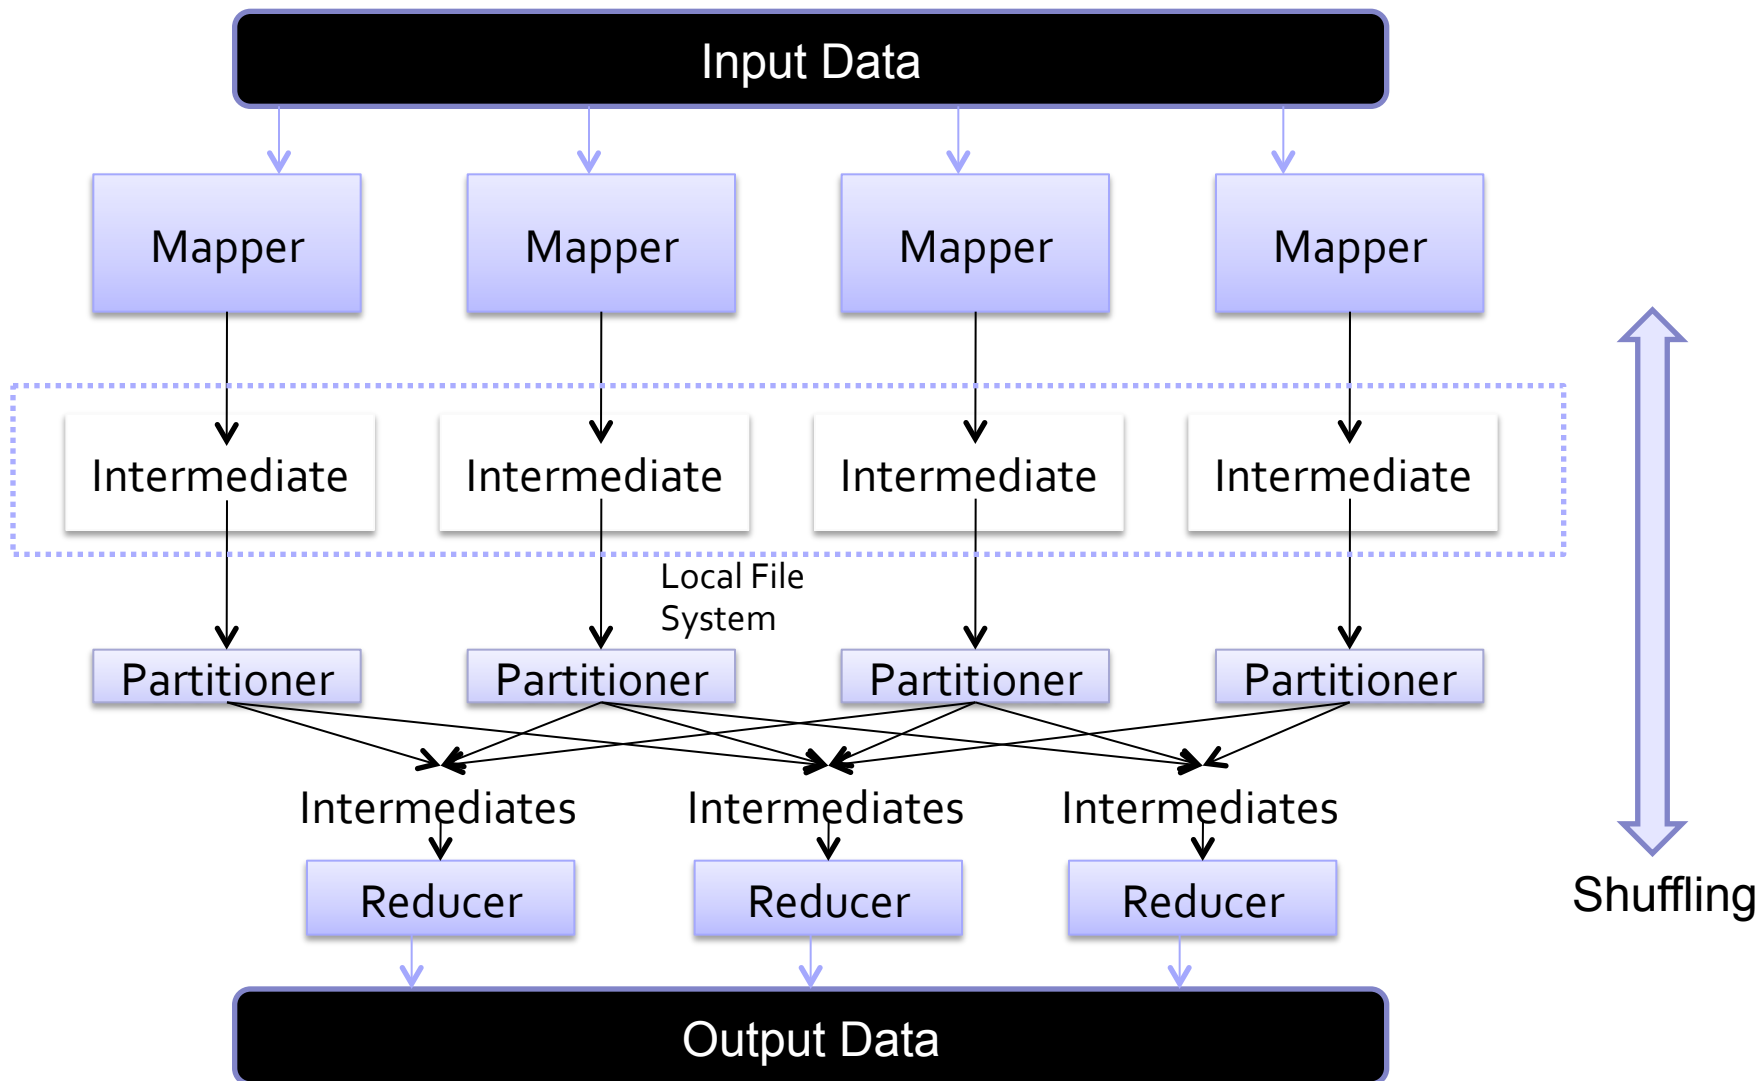 Input Data
Mapper Mapper Mapper Mapper
Intermediate Intermediate Intermediate Intermediate
Local File
System
Partitioner Partitioner Partitioner Partitioner
Intermediates Intermediates Intermediates
Reducer Reducer Reducer
Shuffling
Output Data